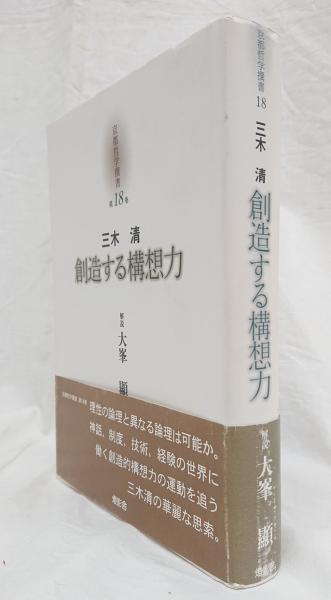 京都哲学撰書
第18巻
三木 清
創造する構想力
解説 大峯 顯
理性の論理と異なる論理は可能か。
神話、制度、技術、経験の世界に
働く創造的構想力の運動を追う
三木清の華麗な思索。
燈影舎
京都哲学撰書
18
三木 清
創造する構想力
解説 大峯 顯
燈影舎